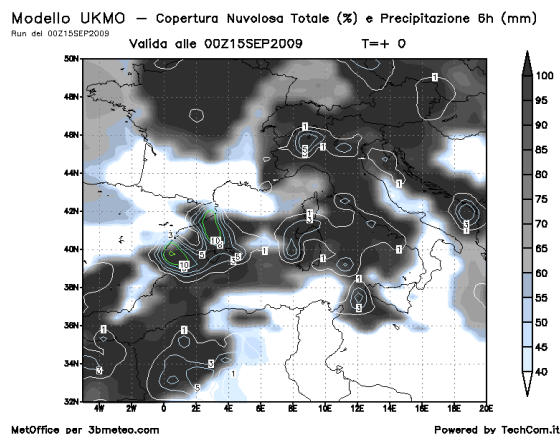 Modello UKMO — Copertura Nuvolosa Totale (%) e Precipitazione 6h (mm)
Run del 00Z15SEP2009
Valida alle 00Z15SEP2009 T=+ 0
50N
48N
46N
44N
42N
40N
38N
36N
34N
32N
4W 2W 0 2E 4E 6E 8E 10E 12E 14E 16E 18E 20E
100
95
90
85
80
75
70
65
60
55
50
45
40
MetOffice per 3bmeteo.com
Powered by TechCom.it